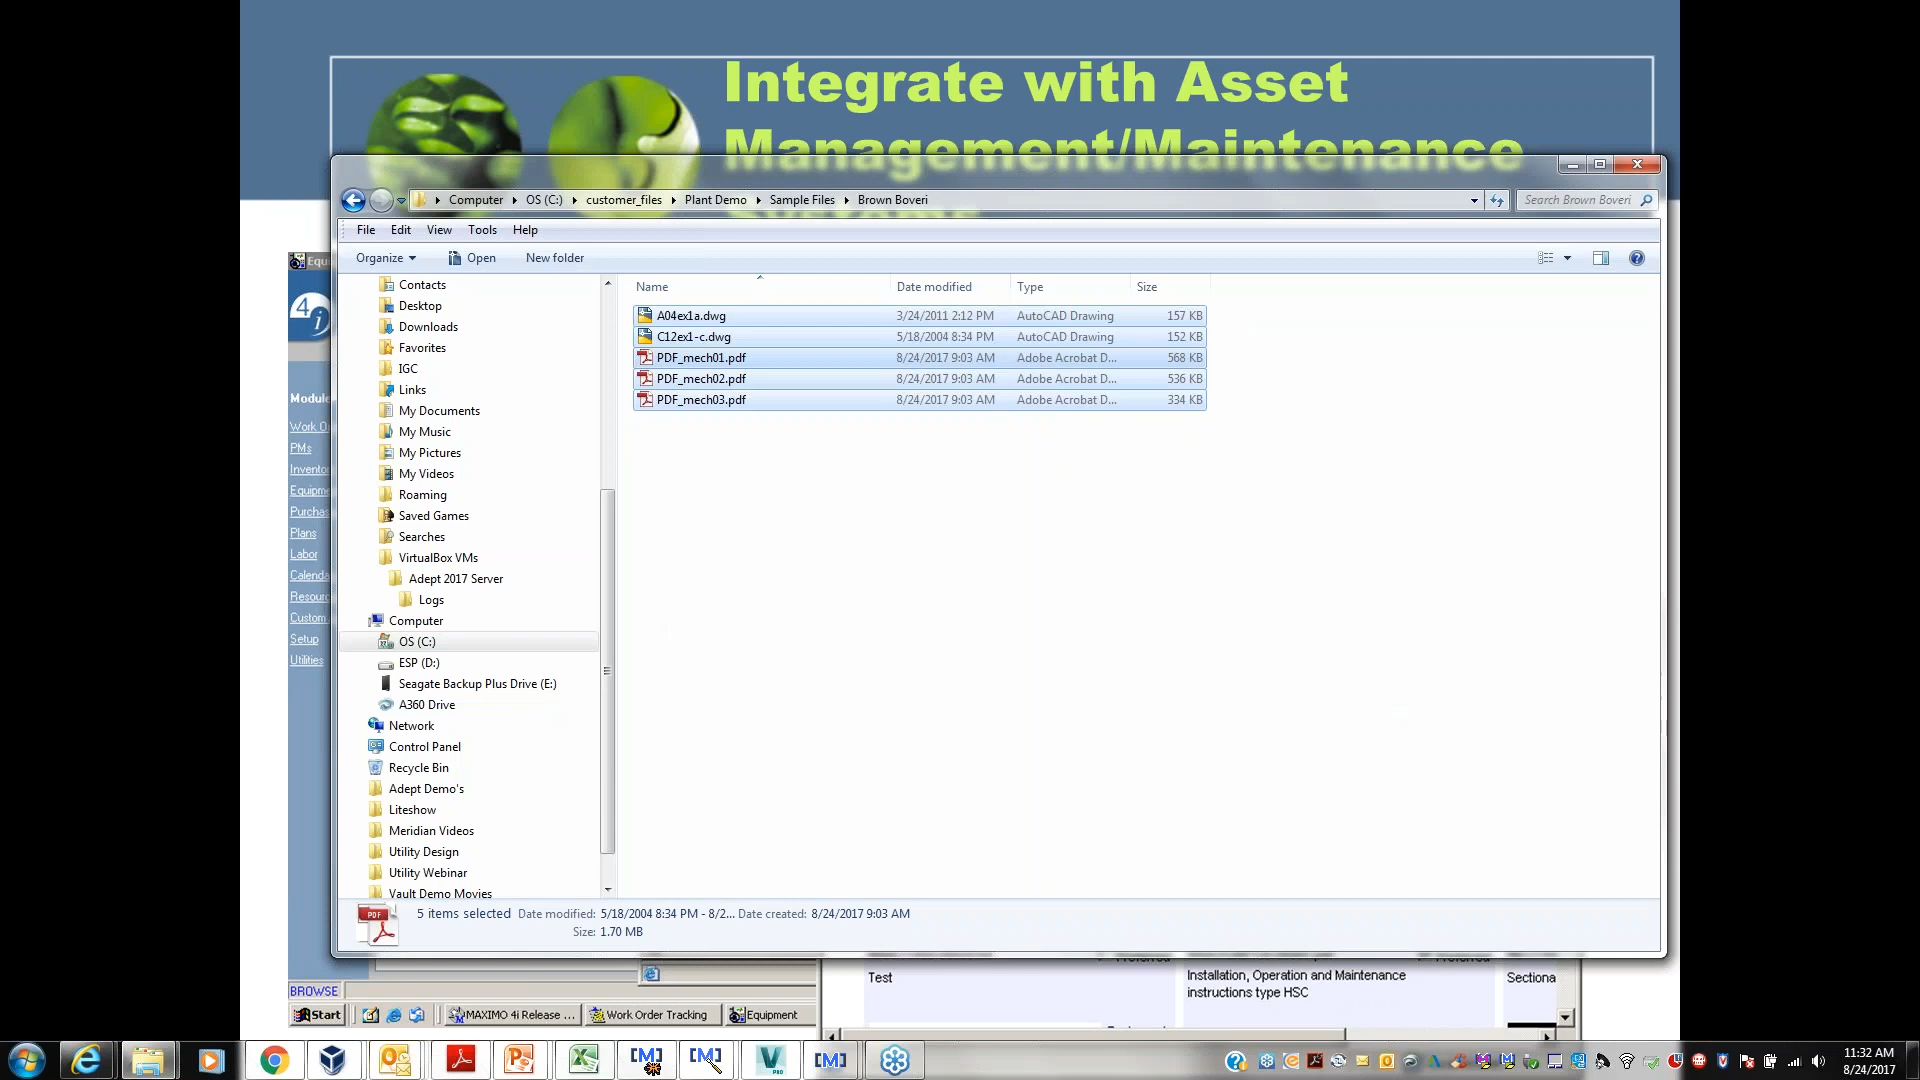 Integrate with Asset
Management/Maintenance
Computer OS (C:) customer_files Plant Demo Sample Files Brown Boveri
Search Brown Boveri
File Edit View Tools Help
Organize Open New folder
Name Date modified Type Size
A04ex1a.dwg 3/24/2011 2:12 PM AutoCAD Drawing 157 KB
C12ex1-c.dwg 5/18/2004 8:34 PM AutoCAD Drawing 152 KB
PDF_mech01.pdf 8/24/2017 9:03 AM Adobe Acrobat D... 568 KB
PDF_mech02.pdf 8/24/2017 9:03 AM Adobe Acrobat D... 536 KB
PDF_mech03.pdf 8/24/2017 9:03 AM Adobe Acrobat D... 334 KB
Contacts
Desktop
Downloads
Favorites
IGC
Links
My Documents
My Music
My Pictures
My Videos
Roaming
Saved Games
Searches
VirtualBox VMs
Adept 2017 Server
Logs
Computer
OS (C:)
ESP (D:)
Seagate Backup Plus Drive (E:)
A360 Drive
Network
Control Panel
Recycle Bin
Adept Demo's
Liteshow
Meridian Videos
Utility Design
Utility Webinar
Vault Demo Movies
5 items selected Date modified: 5/18/2004 8:34 PM - 8/2... Date created: 8/24/2017 9:03 AM
Size: 1.70 MB
Equ
4i
Module
Work O
PMs
Invento
Equipme
Purchas
Plans
Labor
Calenda
Resourc
Custom
Setup
Utilities
BROWSE
Test
Installation, Operation and Maintenance
instructions type HSC
Sectiona
Start MAXIMO 4i Release ... Work Order Tracking Equipment
11:32 AM
8/24/2017